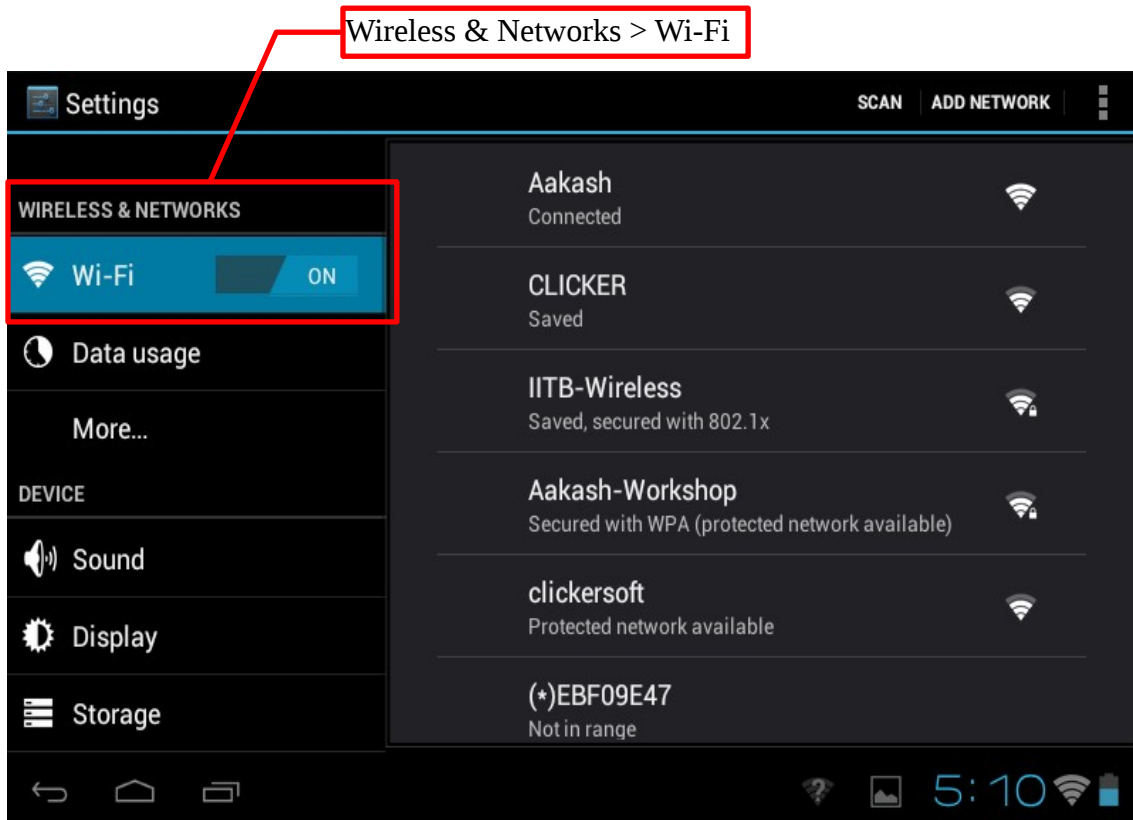 Wireless & Networks > Wi-Fi
Settings
SCAN
ADD NETWORK
WIRELESS & NETWORKS
Wi-Fi
ON
Data usage
More...
DEVICE
Sound
Display
Storage
Aakash
Connected
CLICKER
Saved
IITB-Wireless
Saved, secured with 802.1x
Aakash-Workshop
Secured with WPA (protected network available)
clickersoft
Protected network available
(*)EBF09E47
Not in range
5:10